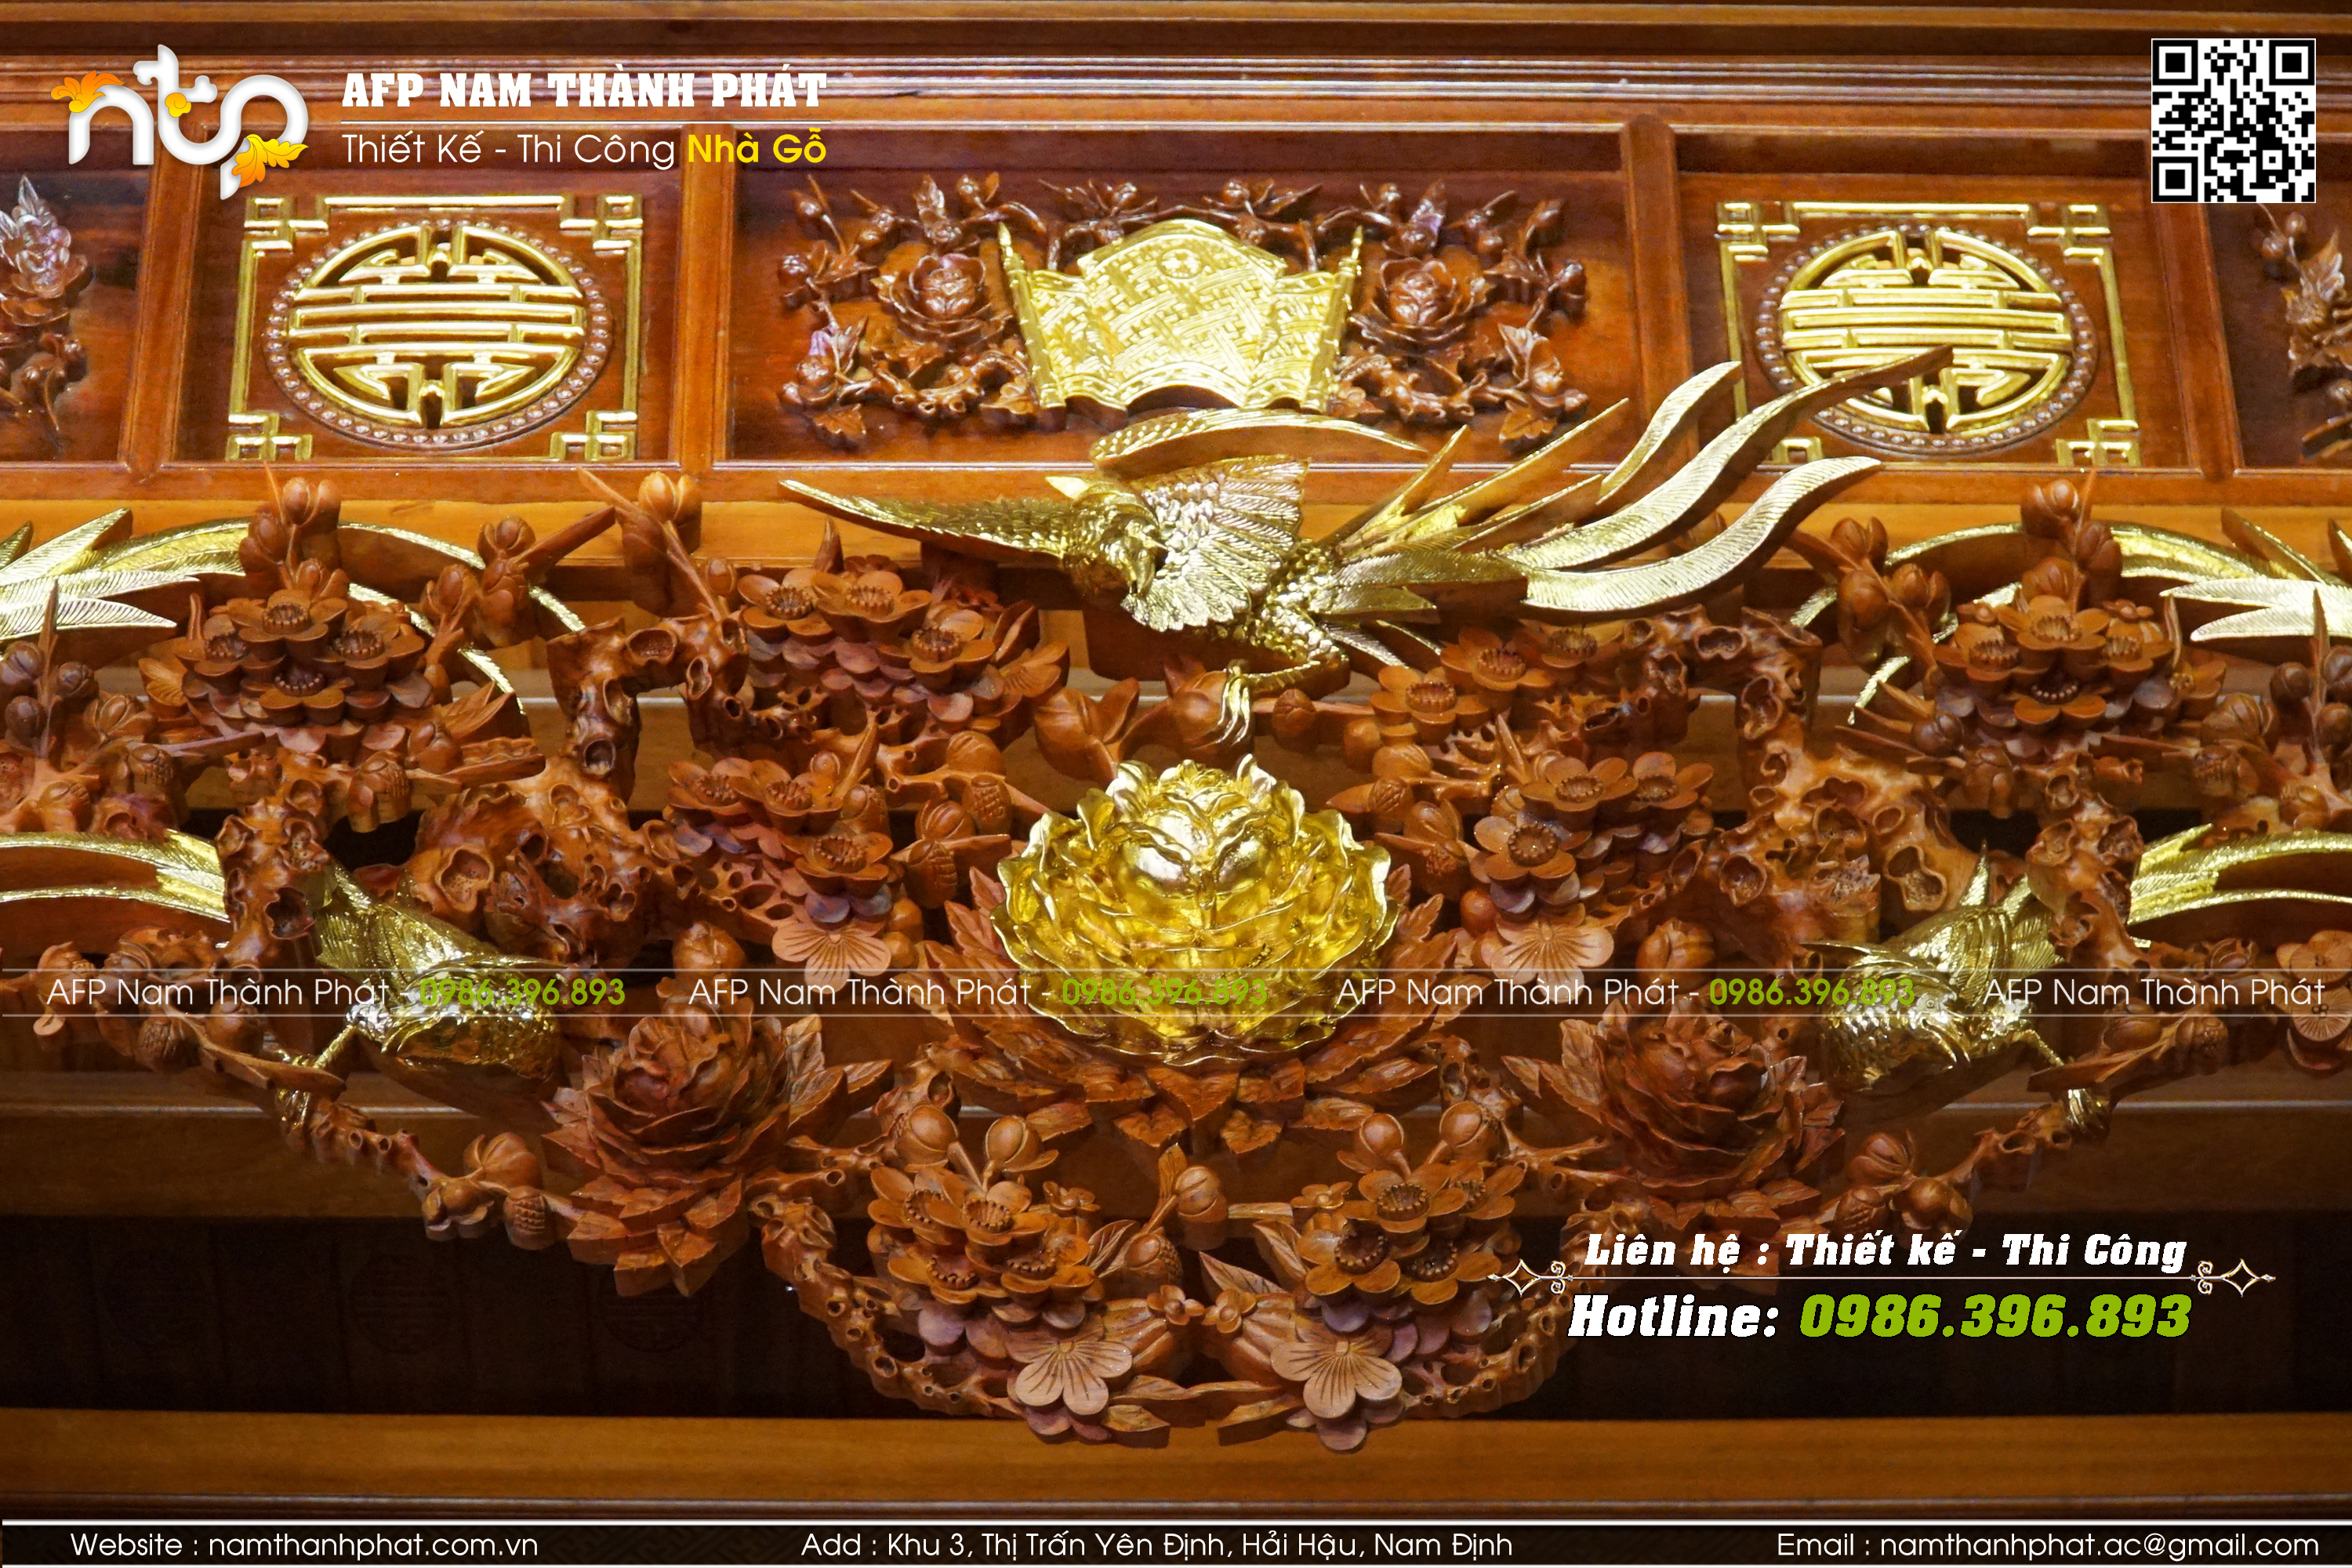 ntp
AFP NAM THÀNH PHÁT
Thiết Kế - Thi Công Nhà Gỗ
AFP Nam Thành Phát - 0986.396.893 AFP Nam Thành Phát - 0986.396.893 AFP Nam Thành Phát - 0986.396.893 AFP Nam Thành Phát
Liên hệ : Thiết kế - Thi Công
Hotline: 0986.396.893
Website : namthanhphat.com.vn Add : Khu 3, Thị Trấn Yên Định, Hải Hậu, Nam Định Email : namthanhphat.ac@gmail.com